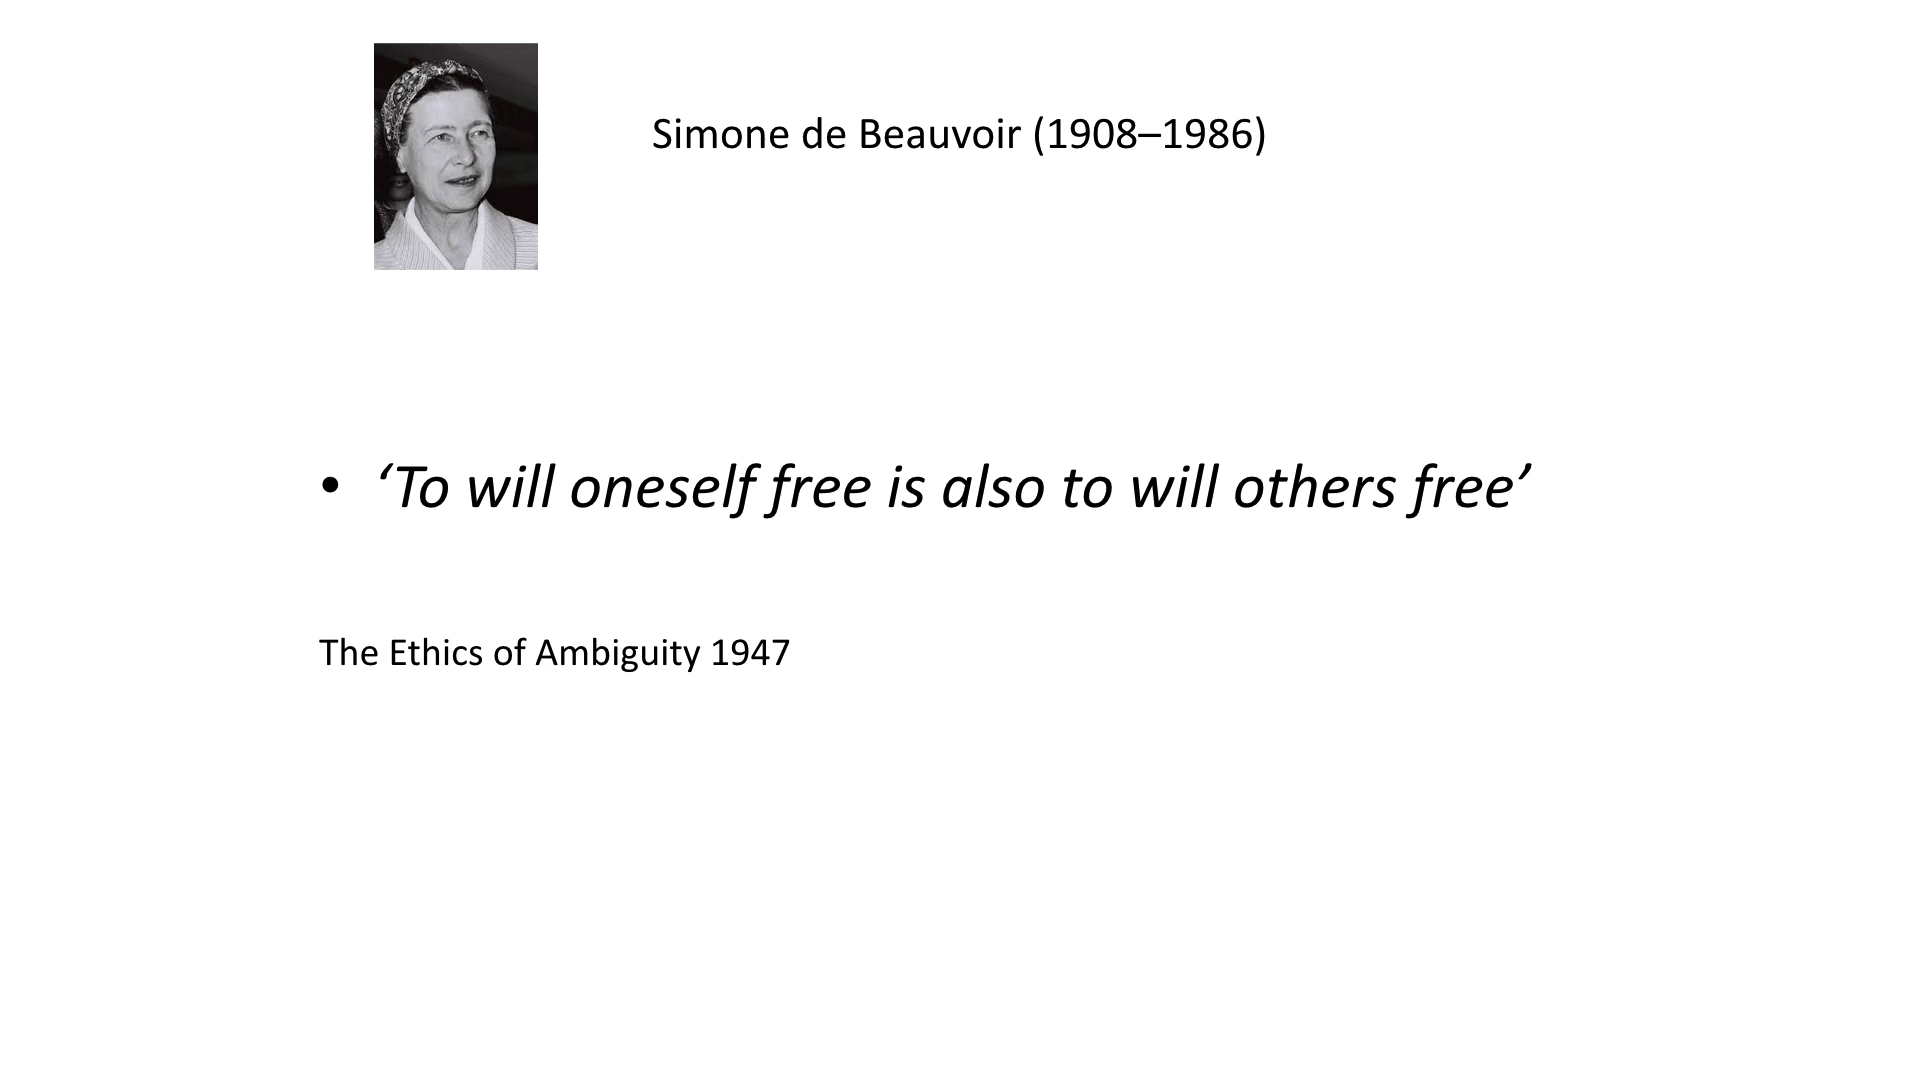 Simone de Beauvoir (1908–1986)
• ‘To will oneself free is also to will others free’
The Ethics of Ambiguity 1947